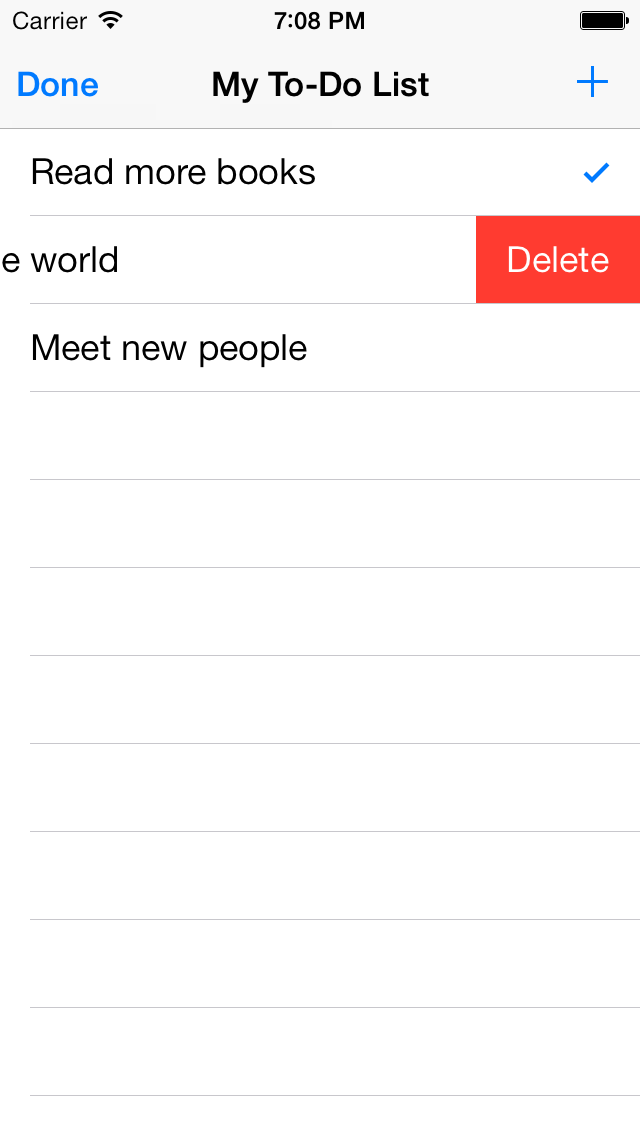 Carrier 7:08 PM
Done My To-Do List +
Read more books
e world Delete
Meet new people